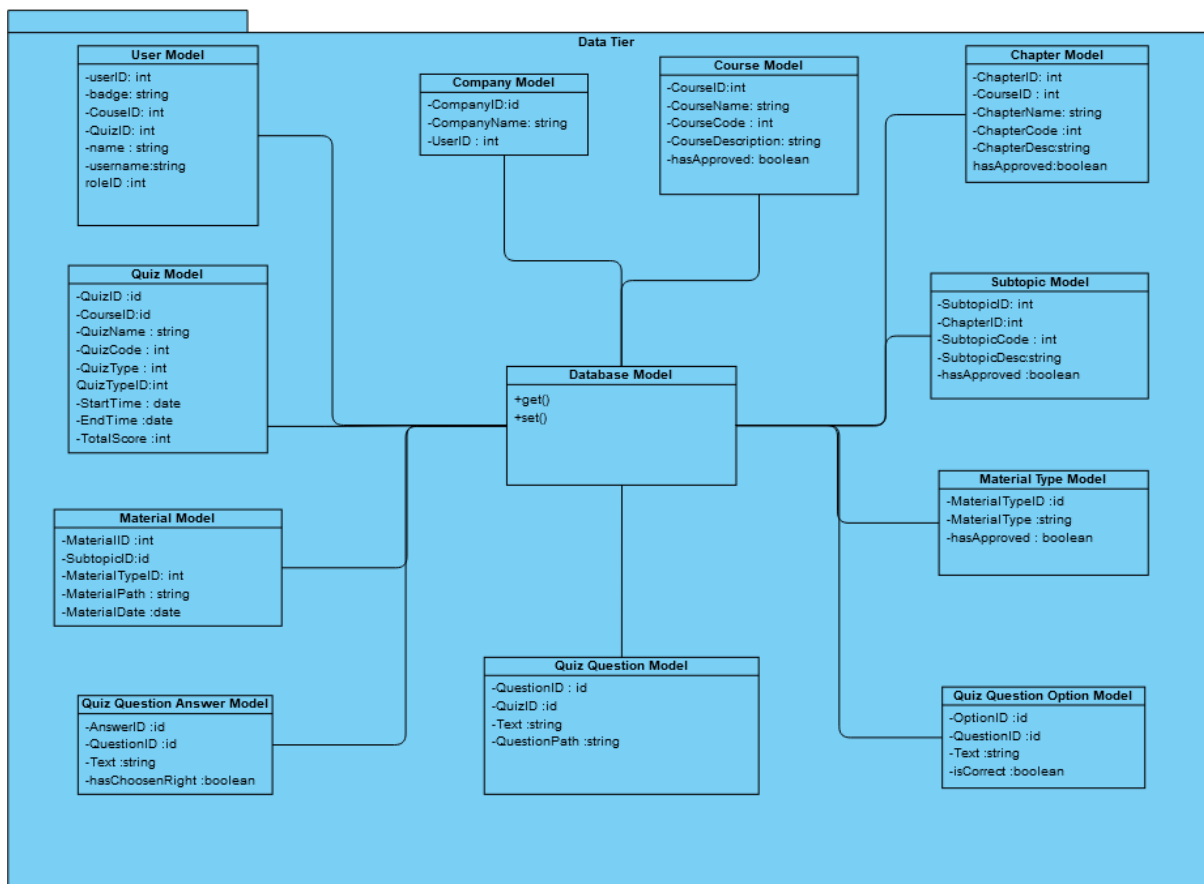 Data Tier
User Model
-userID: int
-badge: string
-CouseID: int
-QuizID: int
-name : string
-username:string
roleID :int
Company Model
-CompanyID:id
-CompanyName: string
-UserID : int
Course Model
-CourseID:int
-CourseName: string
-CourseCode : int
-CourseDescription: string
-hasApproved: boolean
Chapter Model
-ChapterID: int
-CourseID : int
-ChapterName: string
-ChapterCode : int
-ChapterDesc:string
hasApproved:boolean
Quiz Model
-QuizID :id
-CourseID:id
-QuizName : string
-QuizCode : int
-QuizType : int
QuizTypeID:int
-StartTime : date
-EndTime :date
-TotalScore :int
Subtopic Model
-SubtopicID: int
-ChapterID:int
-SubtopicCode : int
-SubtopicDesc:string
-hasApproved :boolean
Database Model
+get()
+set()
Material Model
-MaterialID :int
-SubtopicID:id
-MaterialTypeID: int
-MaterialPath : string
-MaterialDate :date
Material Type Model
-MaterialTypeID :id
-MaterialType :string
-hasApproved : boolean
Quiz Question Answer Model
-AnswerID :id
-QuestionID :id
-Text :string
-hasChoosenRight :boolean
Quiz Question Model
-QuestionID : id
-QuizID :id
-Text :string
-QuestionPath :string
Quiz Question Option Model
-OptionID :id
-QuestionID :id
-Text :string
-isCorrect :boolean